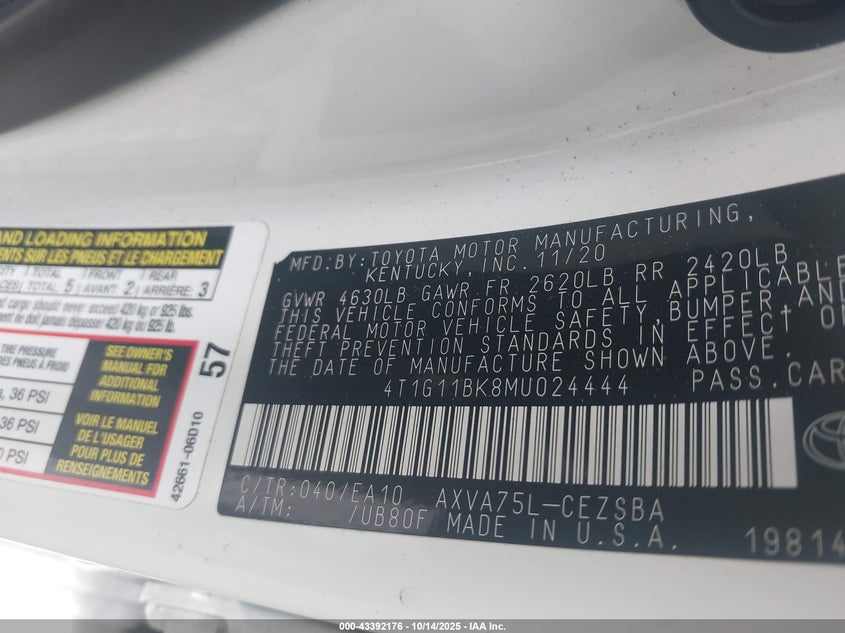 AND LOADING INFORMATION
ENTS SUR LES PNEUS ET LE CHARGEMENT
TOTAL 5 FRONT AVANT: 2 REAR ARRIÈRE: 3
cargo should never exceed 420 kg or 925 lbs.
ne doit jamais dépasser 420 kg ou 925 lb.
TIRE PRESSURE
DES PNEUS À FROID
36 PSI
36 PSI
PSI
SEE OWNER'S
MANUAL FOR
ADDITIONAL
INFORMATION
VOIR LE MANUEL
DE L'USAGER
POUR PLUS DE
RENSEIGNEMENTS
57
42661-06D10
MFD.BY:TOYOTA MOTOR MANUFACTURING,
KENTUCKY,INC. 11/20
GVWR 4630LB GAWR FR 2620LB RR 2420LB
THIS VEHICLE CONFORMS TO ALL APPLICABLE
FEDERAL MOTOR VEHICLE SAFETY,BUMPER,AND
THEFT PREVENTION STANDARDS IN EFFECT ON
THE DATE OF MANUFACTURE SHOWN ABOVE.
4T1G11BK8MU024444 PASS.CAR
C/TR:040/EA10 AXVA75L-CEZSBA
A/TM: /UB80F MADE IN U.S.A. 19814
000-43392176 | 10/14/2025 | IAA Inc.